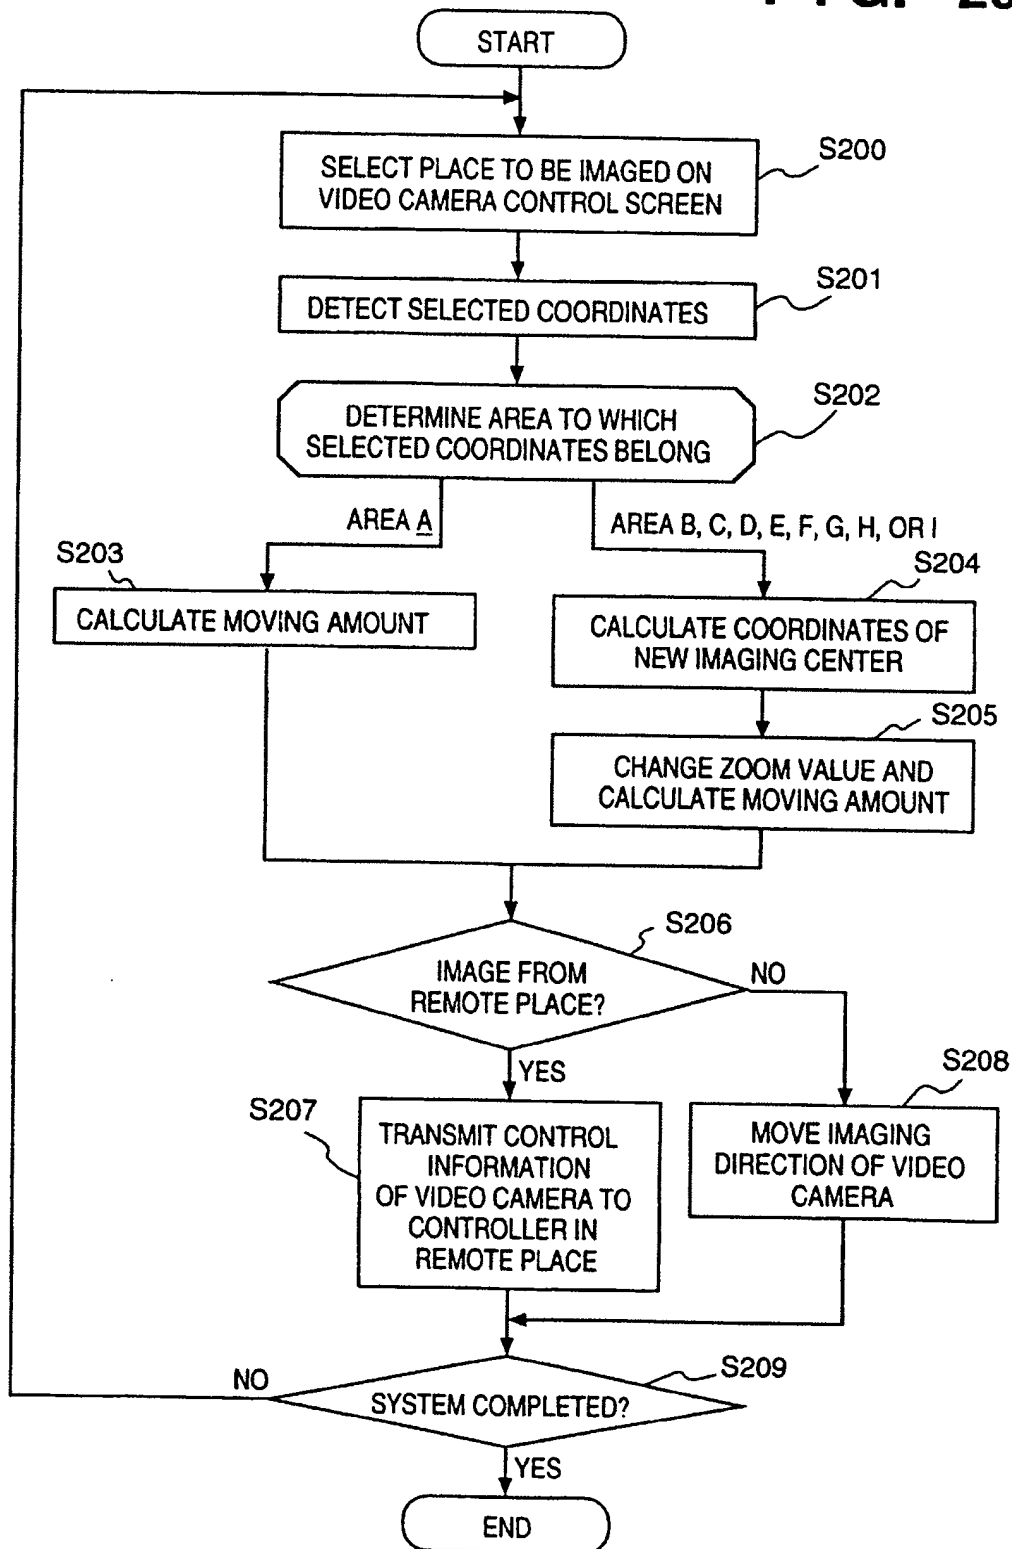 FIG.
START
SELECT PLACE TO BE IMAGED ON
VIDEO CAMERA CONTROL SCREEN
S200
DETECT SELECTED COORDINATES
S201
DETERMINE AREA TO WHICH
SELECTED COORDINATES BELONG
S202
AREA A
AREA B, C, D, E, F, G, H, OR I
S203
CALCULATE MOVING AMOUNT
S204
CALCULATE COORDINATES OF
NEW IMAGING CENTER
S205
CHANGE ZOOM VALUE AND
CALCULATE MOVING AMOUNT
S206
IMAGE FROM
REMOTE PLACE?
NO
YES
S207
TRANSMIT CONTROL
INFORMATION
OF VIDEO CAMERA TO
CONTROLLER IN
REMOTE PLACE
S208
MOVE IMAGING
DIRECTION OF VIDEO
CAMERA
S209
SYSTEM COMPLETED?
NO
YES
END